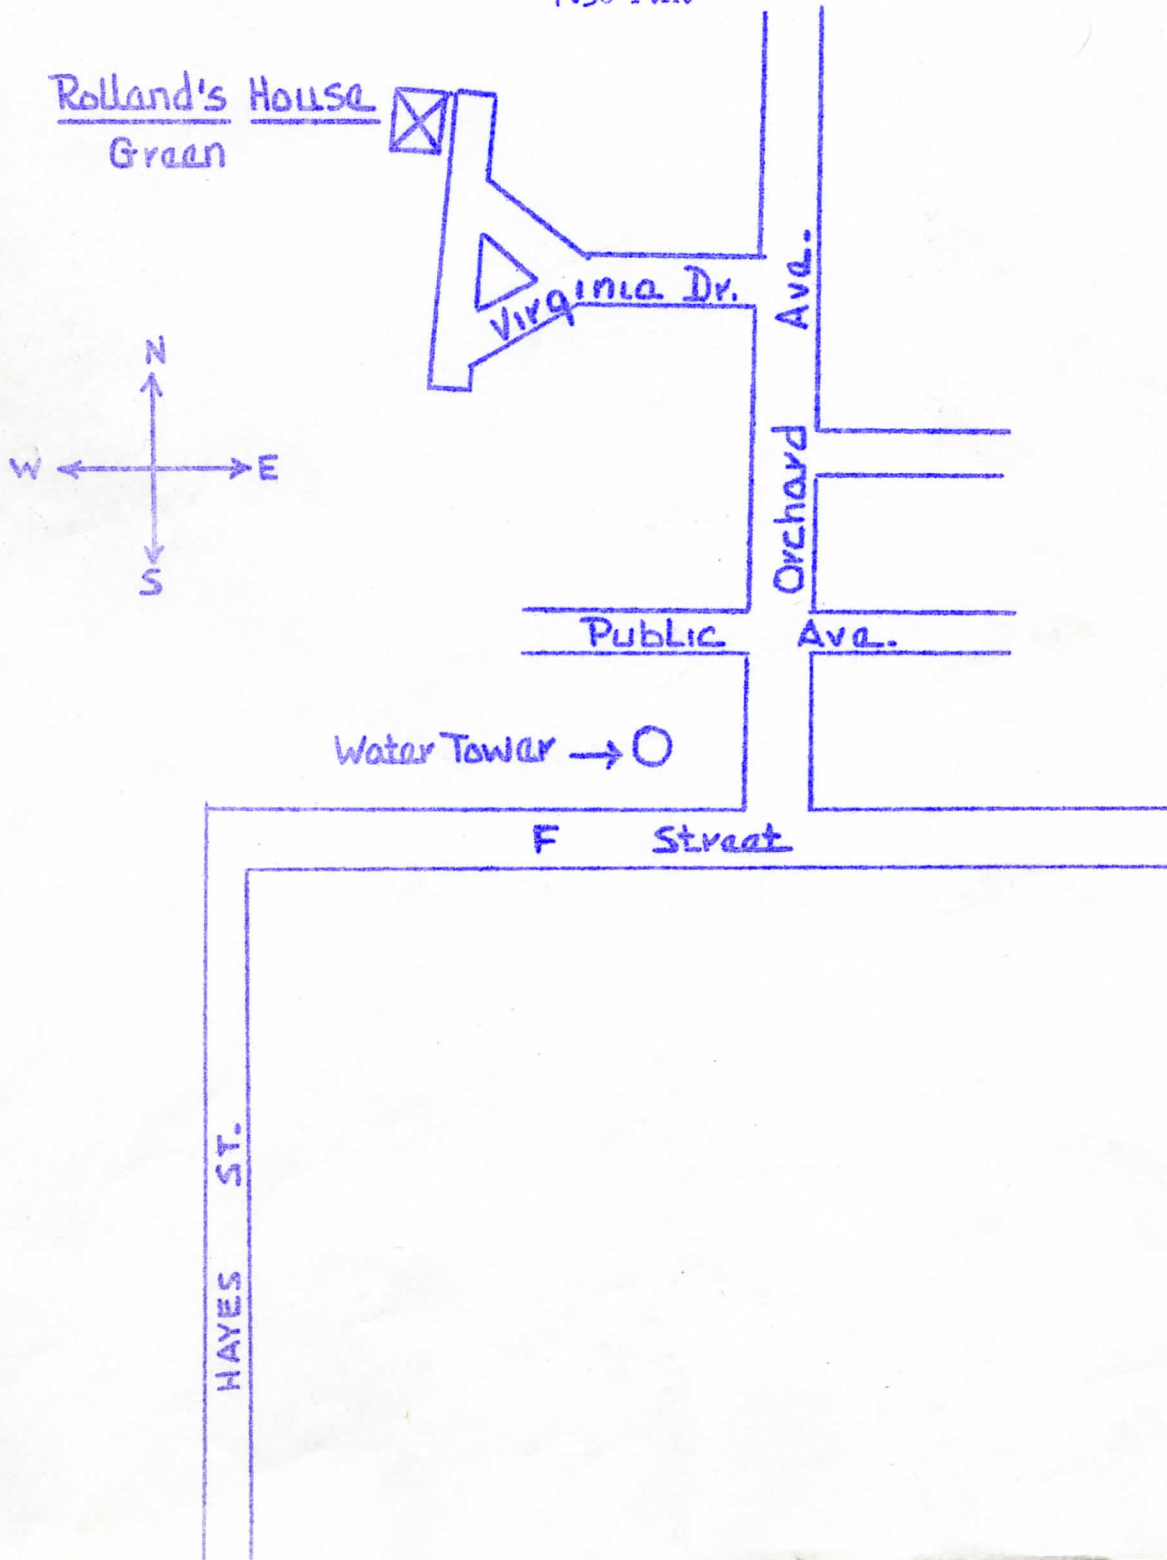 Rolland's House
Green
Virginia Dr.
Orchard Ave.
N
W E
S
Public Ave.
Water Tower
F Street
HAYES ST.